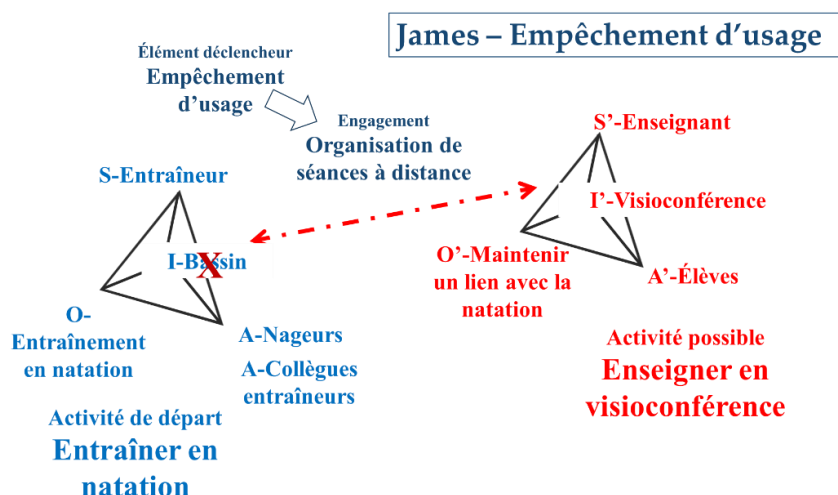 James – Empêchement d'usage
Élément déclencheur
Empêchement
d'usage
Engagement
Organisation de
séances à distance
S-Entraîneur
I-Bassin
X
O-
Entraînement
en natation
A-Nageurs
A-Collègues
entraîneurs
Activité de départ
Entraîner en
natation
S'-Enseignant
I'-Visioconférence
O'-Maintenir
un lien avec la
natation
A'-Élèves
Activité possible
Enseigner en
visioconférence